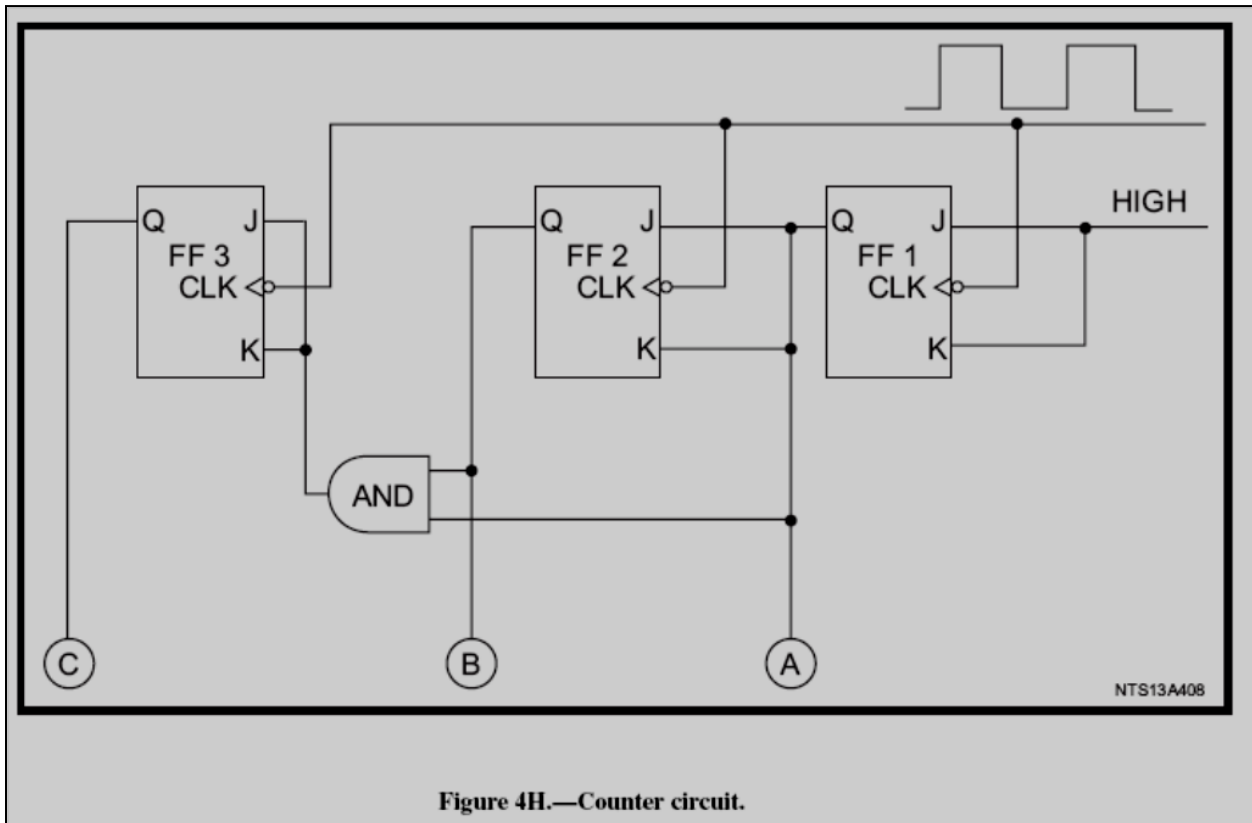 HIGH
Q J
FF 3
CLK
K
Q J
FF 2
CLK
K
Q J
FF 1
CLK
K
AND
C
B
A
NTS13A408
Figure 4H.—Counter circuit.